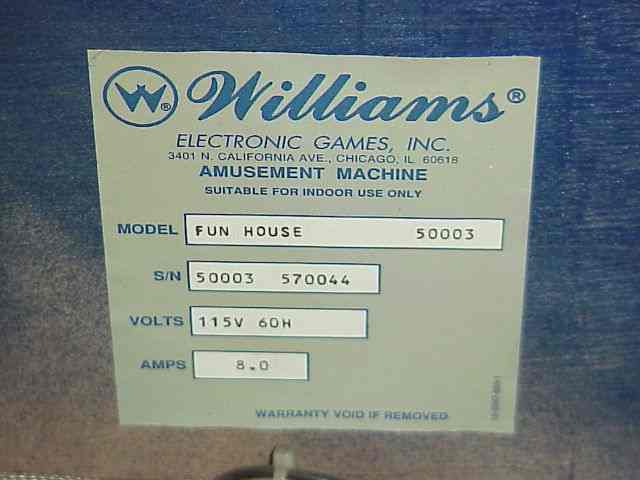 W® Williams®
ELECTRONIC GAMES, INC.
3401 N. CALIFORNIA AVE., CHICAGO, IL 60618
AMUSEMENT MACHINE
SUITABLE FOR INDOOR USE ONLY
MODEL FUN HOUSE 50003
S/N 50003 570044
VOLTS 115V 60H
AMPS 8.0
WARRANTY VOID IF REMOVED